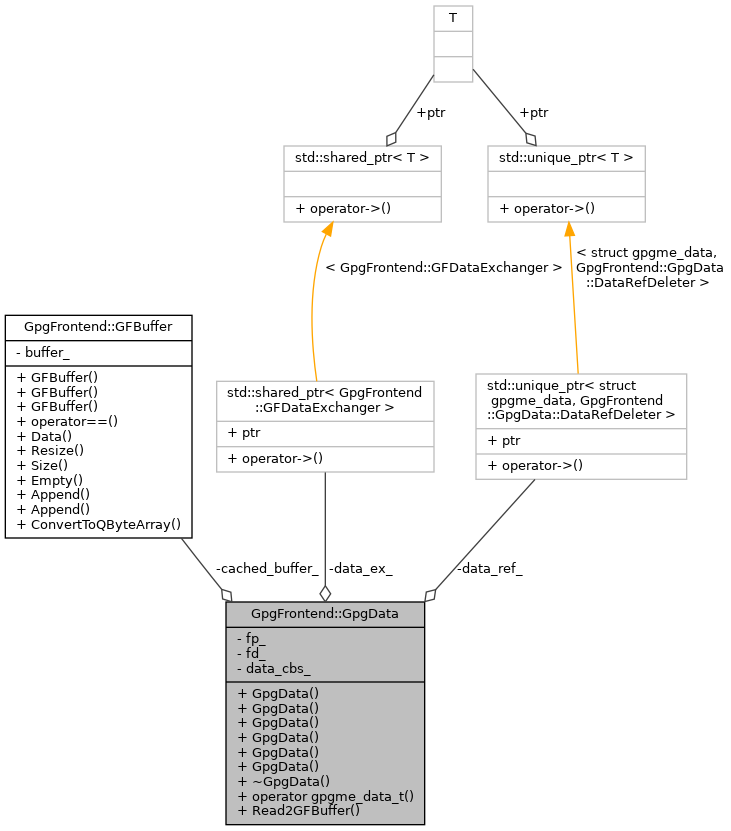 T
+ptr
+ptr
std::shared_ptr< T >
+ operator->()
std::unique_ptr< T >
+ operator->()
< GpgFrontend::GFDataExchanger >
< struct gpgme_data,
GpgFrontend::GpgData
::DataRefDeleter >
GpgFrontend::GFBuffer
- buffer_
+ GFBuffer()
+ GFBuffer()
+ GFBuffer()
+ operator==()
+ Data()
+ Resize()
+ Size()
+ Empty()
+ Append()
+ Append()
+ ConvertToQByteArray()
std::shared_ptr< GpgFrontend
::GFDataExchanger >
+ ptr
+ operator->()
std::unique_ptr< struct
gpgme_data, GpgFrontend
::GpgData::DataRefDeleter >
+ ptr
+ operator->()
-cached_buffer_
-data_ex_
-data_ref_
GpgFrontend::GpgData
- fp_
- fd_
- data_cbs_
+ GpgData()
+ GpgData()
+ GpgData()
+ GpgData()
+ GpgData()
+ GpgData()
+ ~GpgData()
+ operator gpgme_data_t()
+ Read2GFBuffer()